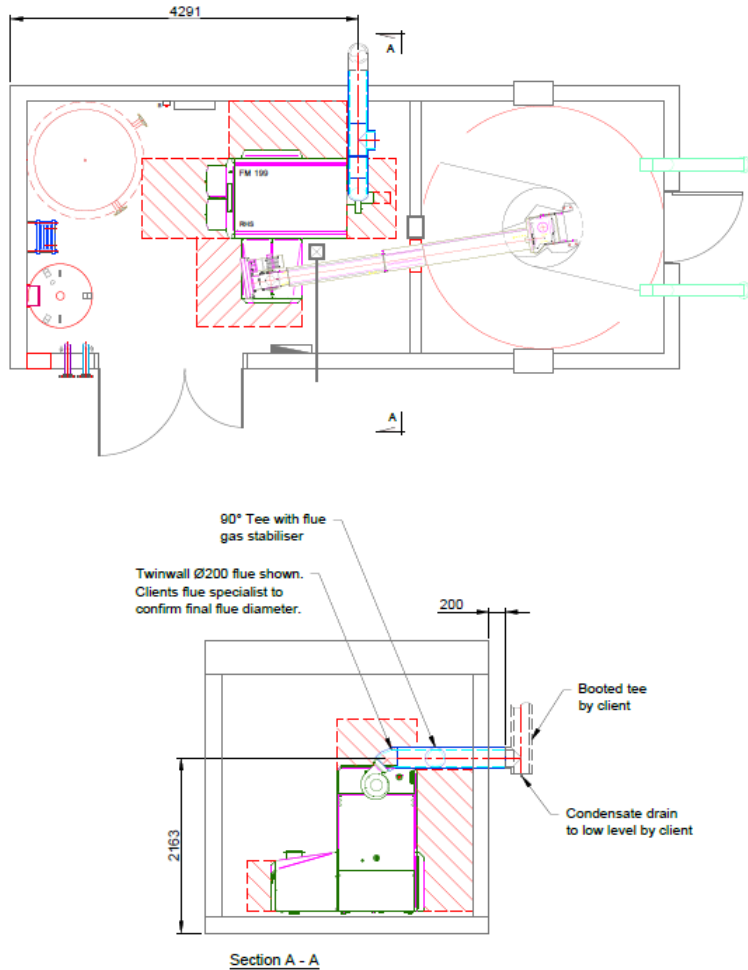 4291
A
FM 199
RHS
A
90° Tee with flue
gas stabiliser
Twinwall Ø200 flue shown.
Clients flue specialist to
confirm final flue diameter.
200
Booted tee
by client
2163
Condensate drain
to low level by client
Section A - A